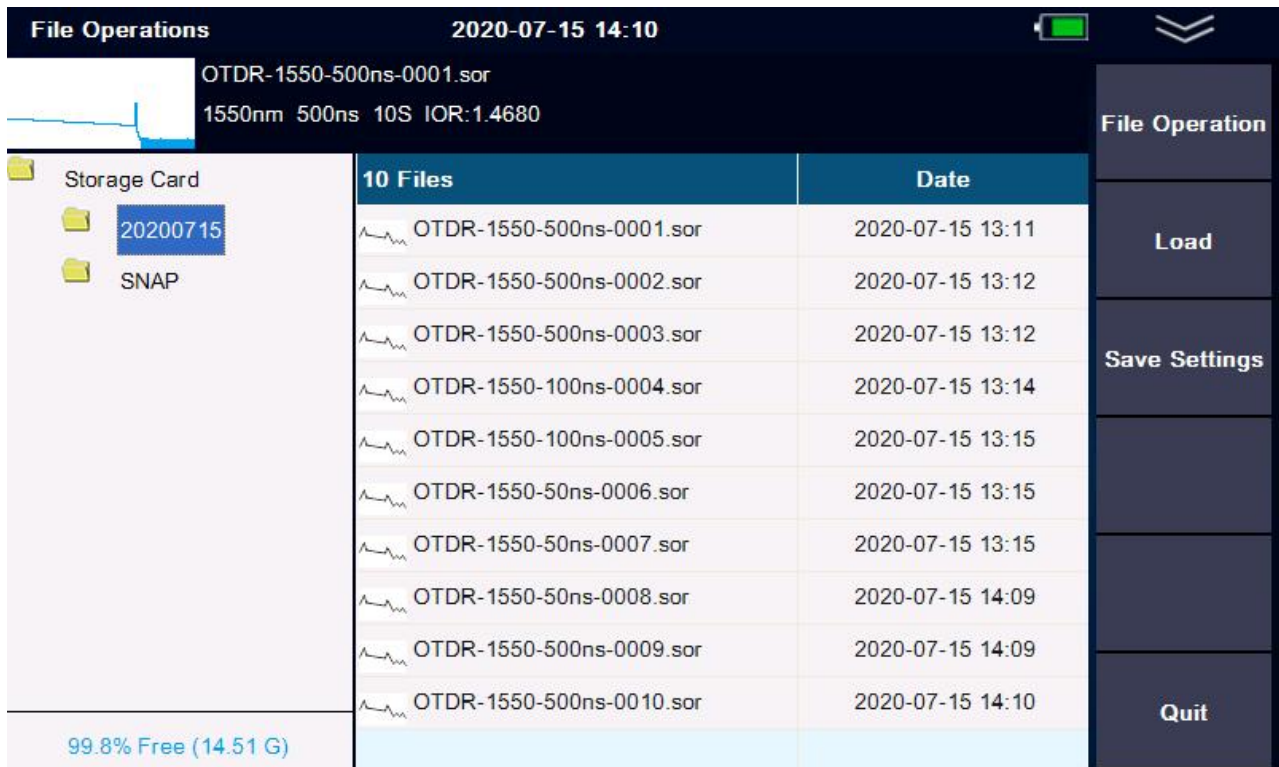 File Operations 2020-07-15 14:10
OTDR-1550-500ns-0001.sor
1550nm 500ns 10S IOR:1.4680
Storage Card
20200715
SNAP
99.8% Free (14.51 G)
10 Files Date
OTDR-1550-500ns-0001.sor 2020-07-15 13:11
OTDR-1550-500ns-0002.sor 2020-07-15 13:12
OTDR-1550-500ns-0003.sor 2020-07-15 13:12
OTDR-1550-100ns-0004.sor 2020-07-15 13:14
OTDR-1550-100ns-0005.sor 2020-07-15 13:15
OTDR-1550-50ns-0006.sor 2020-07-15 13:15
OTDR-1550-50ns-0007.sor 2020-07-15 13:15
OTDR-1550-50ns-0008.sor 2020-07-15 14:09
OTDR-1550-500ns-0009.sor 2020-07-15 14:09
OTDR-1550-500ns-0010.sor 2020-07-15 14:10
File Operation
Load
Save Settings
Quit